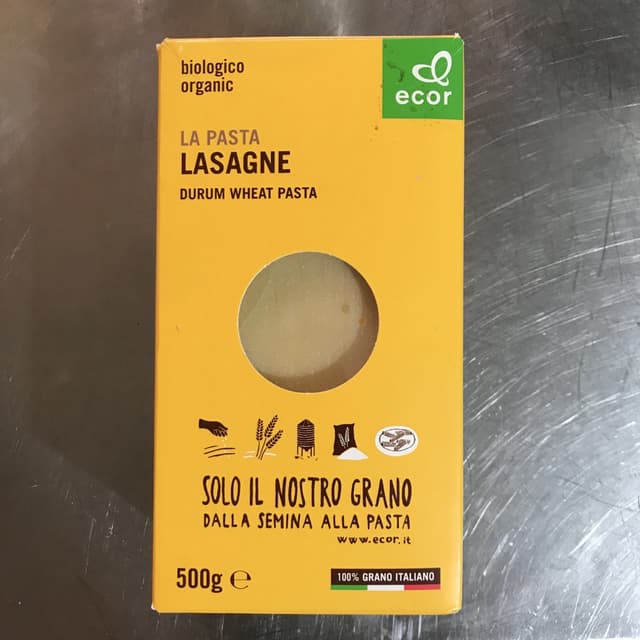 biologico
organic
ecor
LA PASTA
LASAGNE
DURUM WHEAT PASTA
SOLO IL NOSTRO GRANO
DALLA SEMINA ALLA PASTA
www.ecor.it
500g ℮
100% GRANO ITALIANO